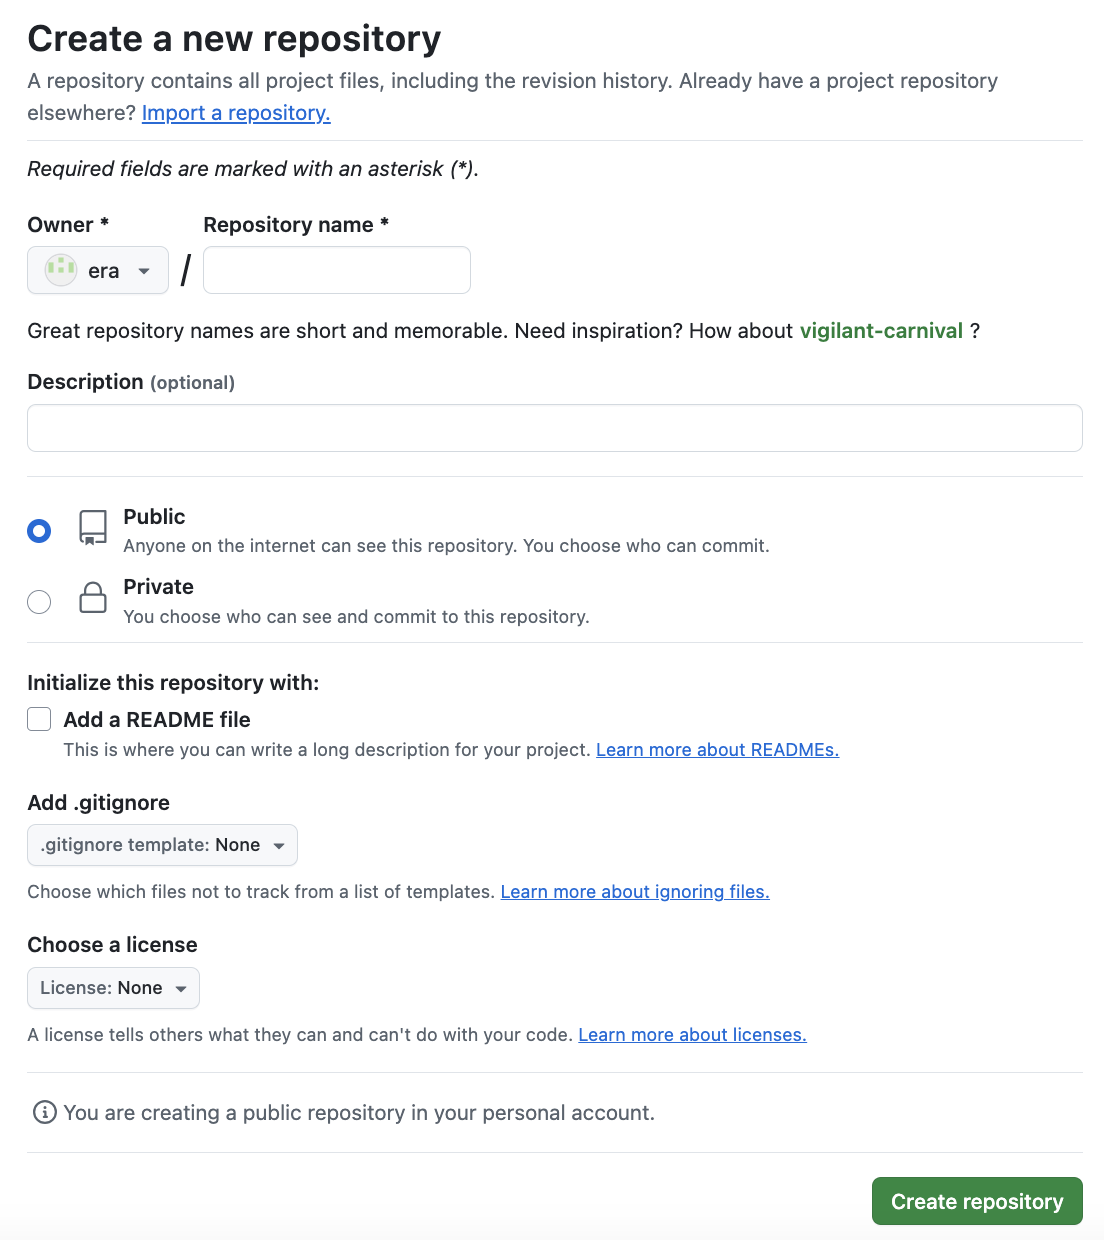 Create a new repository
A repository contains all project files, including the revision history. Already have a project repository
elsewhere? Import a repository.
Required fields are marked with an asterisk (*).
Owner * Repository name *
era /
Great repository names are short and memorable. Need inspiration? How about vigilant-carnival ?
Description (optional)
Public
Anyone on the internet can see this repository. You choose who can commit.
Private
You choose who can see and commit to this repository.
Initialize this repository with:
Add a README file
This is where you can write a long description for your project. Learn more about READMEs.
Add .gitignore
.gitignore template: None
Choose which files not to track from a list of templates. Learn more about ignoring files.
Choose a license
License: None
A license tells others what they can and can't do with your code. Learn more about licenses.
You are creating a public repository in your personal account.
Create repository